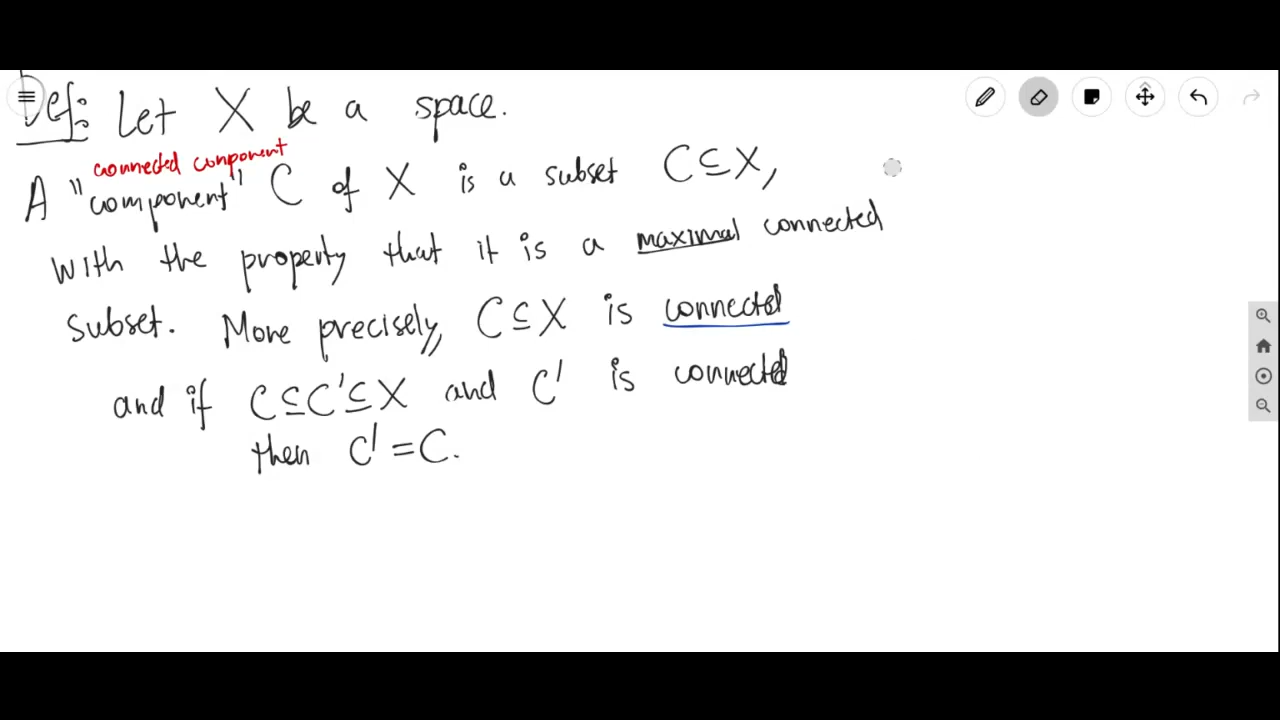 Def: Let X be a space.
connected component
A "component" C of X is a subset C⊆X,
with the property that it is a maximal connected
subset. More precisely, C⊆X is connected
and if C⊆C'⊆X and C' is connected
then C'=C.